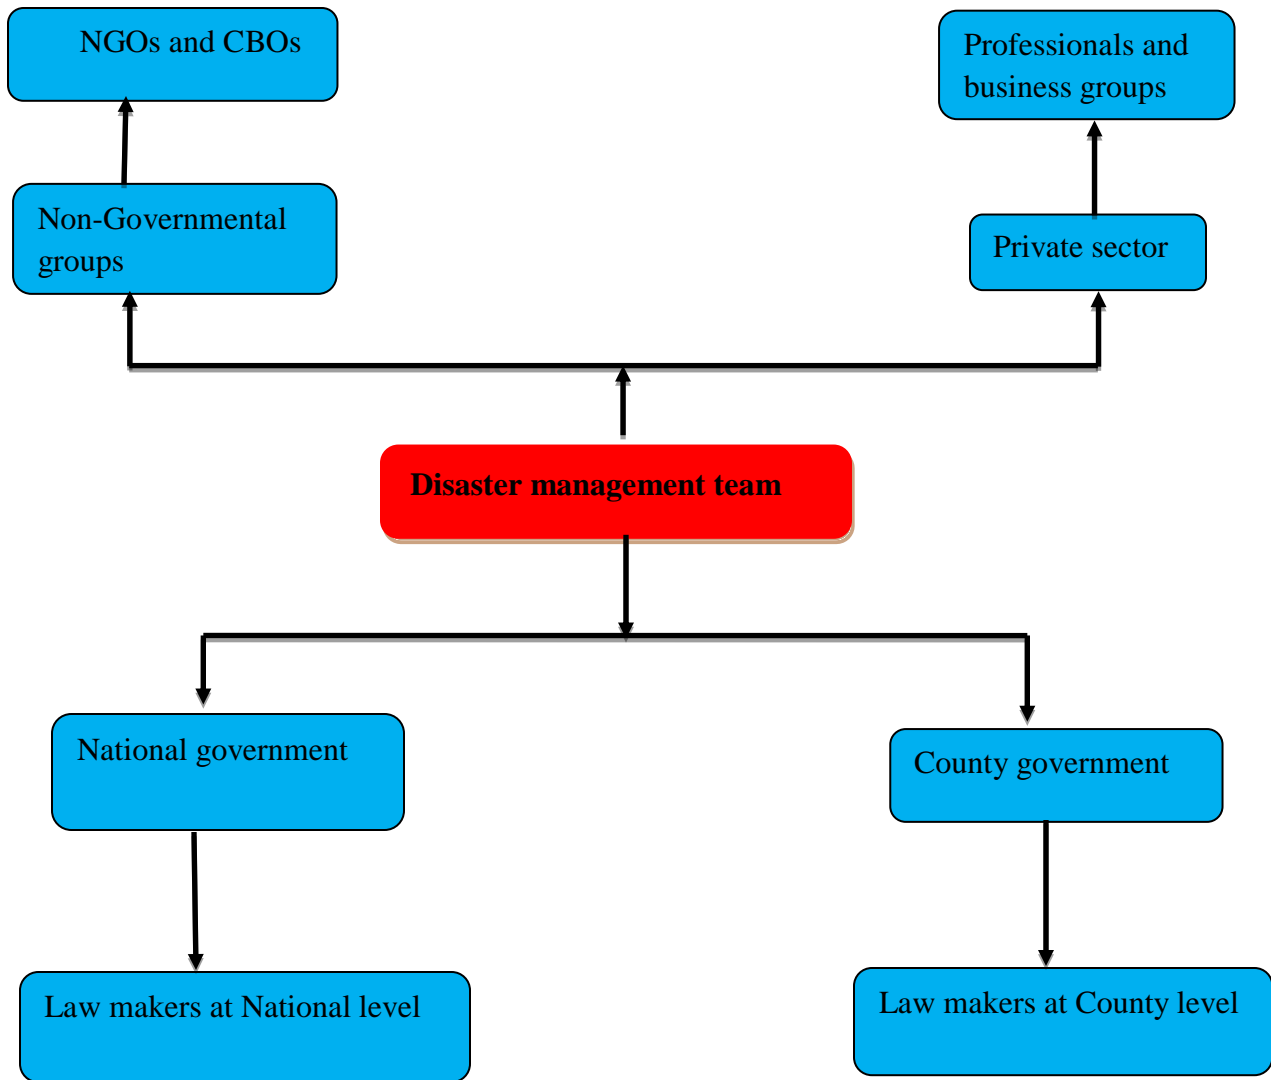 NGOs and CBOs
Professionals and
business groups
Non-Governmental
groups
Private sector
Disaster management team
National government
County government
Law makers at National level
Law makers at County level